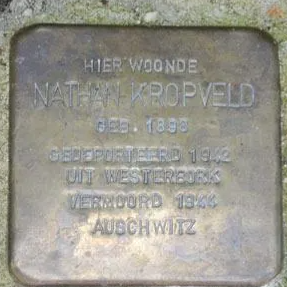 HIER WOONDE
NATHAN KROPVELD
GEB. 1898
GEDEPORTEERD 1942
UIT WESTERBORK
VERMOORD 1944
AUSCHWITZ